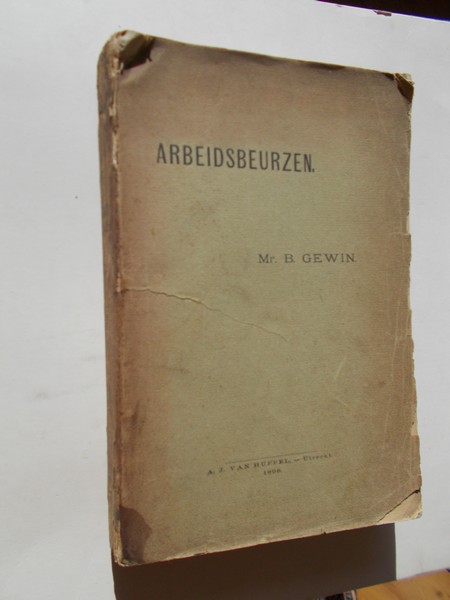 ARBEIDSBEURZEN.
Mr. B. GEWIN.
A. J. VAN HUFFEL, — Utrecht